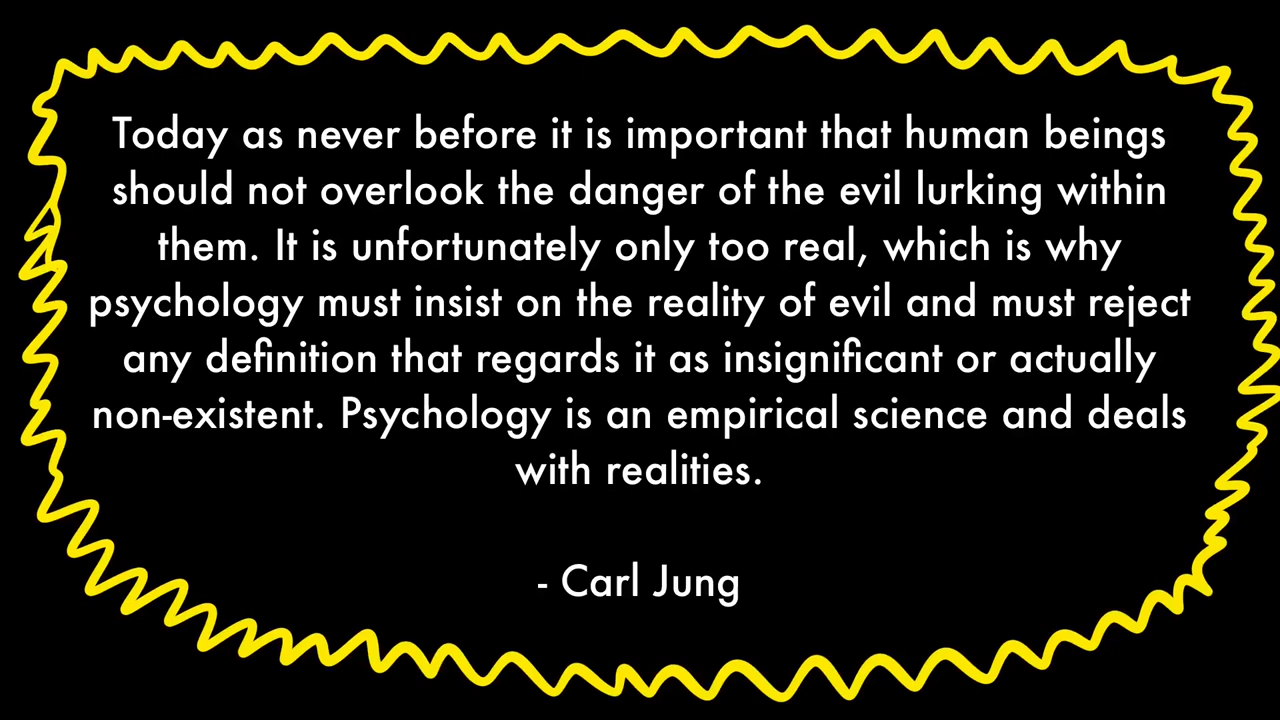 Today as never before it is important that human beings
should not overlook the danger of the evil lurking within
them. It is unfortunately only too real, which is why
psychology must insist on the reality of evil and must reject
any definition that regards it as insignificant or actually
non-existent. Psychology is an empirical science and deals
with realities.
- Carl Jung